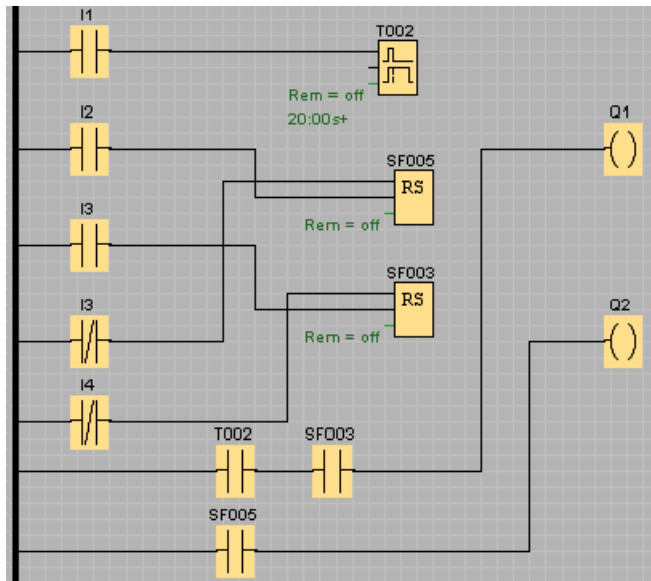 I1
T002
Rem = off
20:00s+
I2
Q1
SF005
RS
Rem = off
I3
SF003
RS
Rem = off
I3
Q2
I4
T002 SF003
SF005